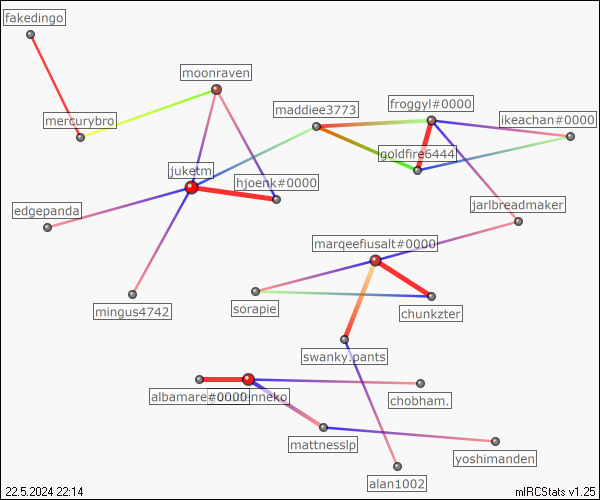 fakedingo
moonraven
mercurybro
maddiee3773
froggyl#0000
ikeachan#0000
goldfire6444
juketm
hjoenk#0000
edgepanda
jarlbreadmaker
marqeefiusalt#0000
mingus4742
sorapie
chunkzter
swanky.pants
albamare#0000
chobham.
mattnesslp
yoshimanden
alan1002
22.5.2024 22:14
mIRCStats v1.25